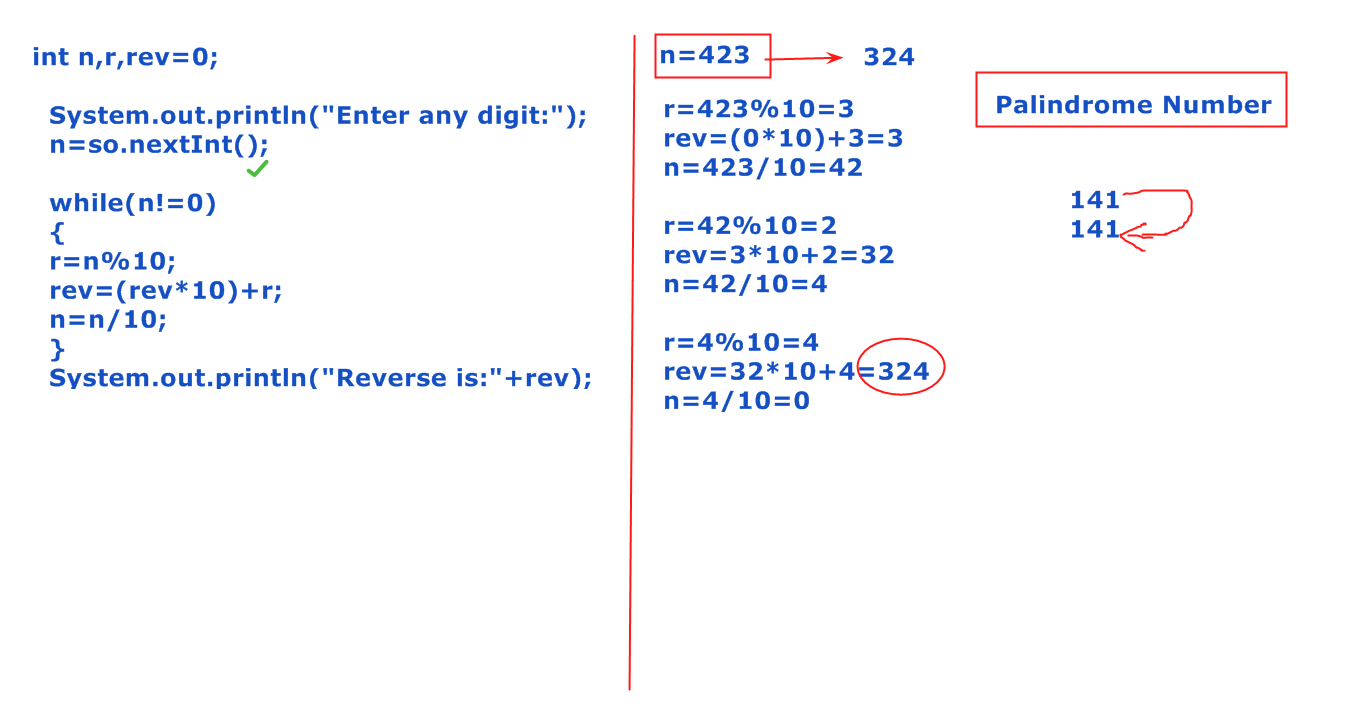 int n,r,rev=0;
System.out.println("Enter any digit:");
n=so.nextInt();
while(n!=0)
{
r=n%10;
rev=(rev*10)+r;
n=n/10;
}
System.out.println("Reverse is:"+rev);
n=423
324
r=423%10=3
rev=(0*10)+3=3
n=423/10=42
r=42%10=2
rev=3*10+2=32
n=42/10=4
r=4%10=4
rev=32*10+4=324
n=4/10=0
Palindrome Number
141
141